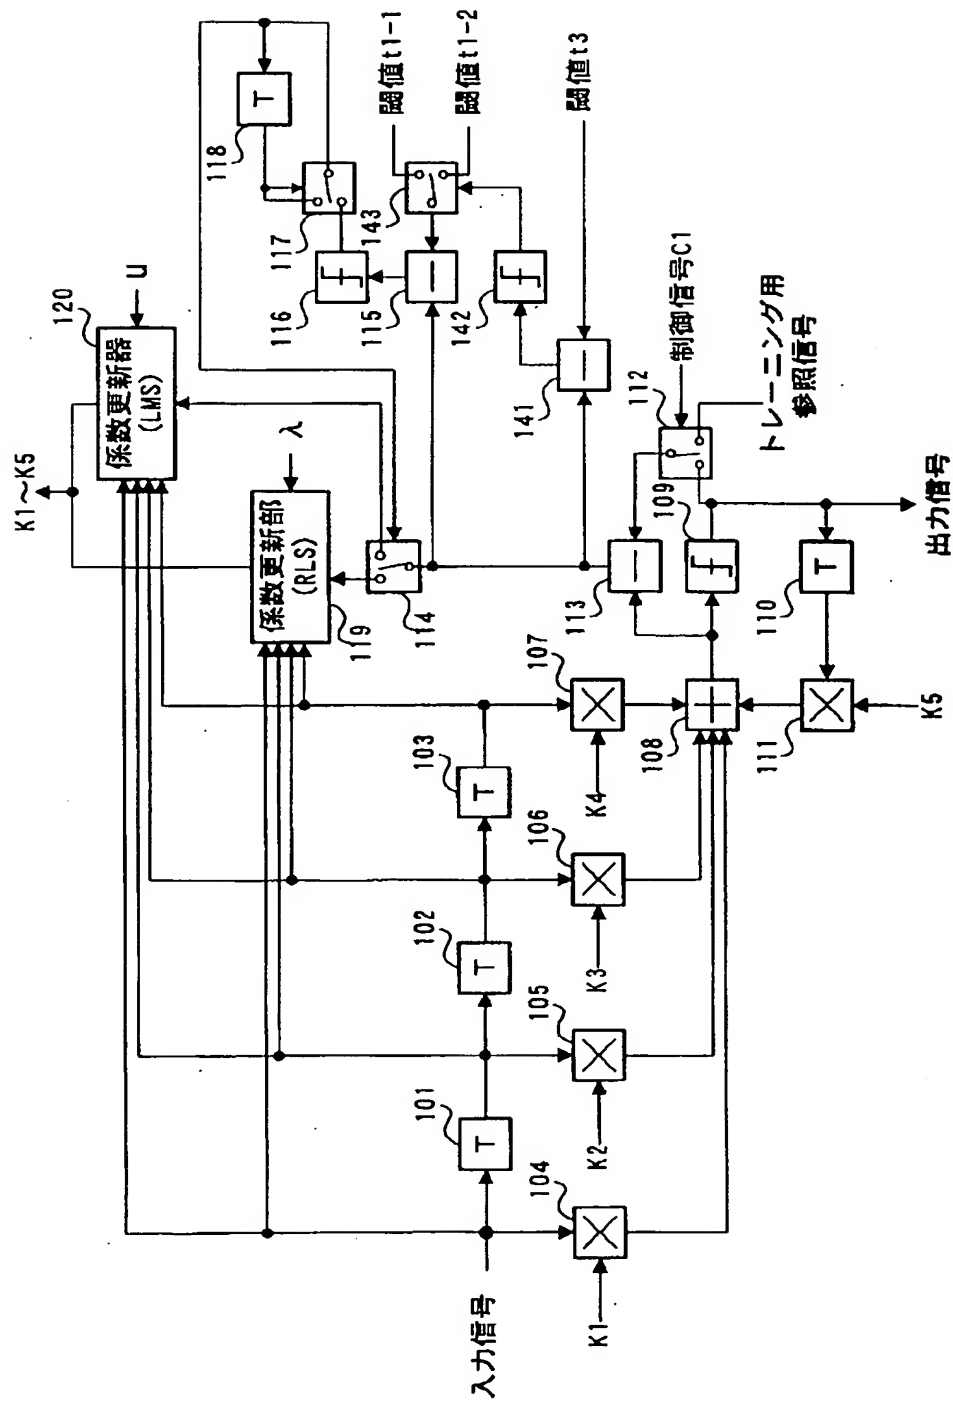 K1～K5
係数更新器
(LMS)
120
u
係数更新部
(RLS)
119
λ
118
T
117
116
閾値t1-1
閾値t1-2
143
115
142
閾値t3
141
114
113
制御信号C1
112
トレーニング用
参照信号
109
出力信号
110
T
111
K5
108
107
K4
103
T
106
K3
102
T
105
K2
101
T
104
K1
入力信号